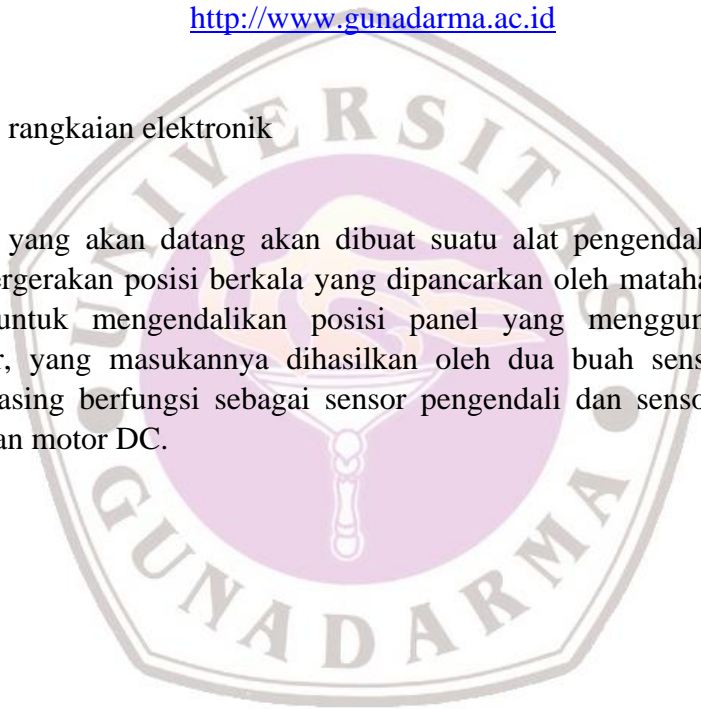 http://www.gunadarma.ac.id
rangkaian elektronik
yang akan datang akan dibuat suatu alat pengendal
ergerakan posisi berkala yang dipancarkan oleh mataha
untuk mengendalikan posisi panel yang menggun
r, yang masukannya dihasilkan oleh dua buah sens
asing berfungsi sebagai sensor pengendali dan senso
an motor DC.
UNIVERSITAS
GUNADARMA